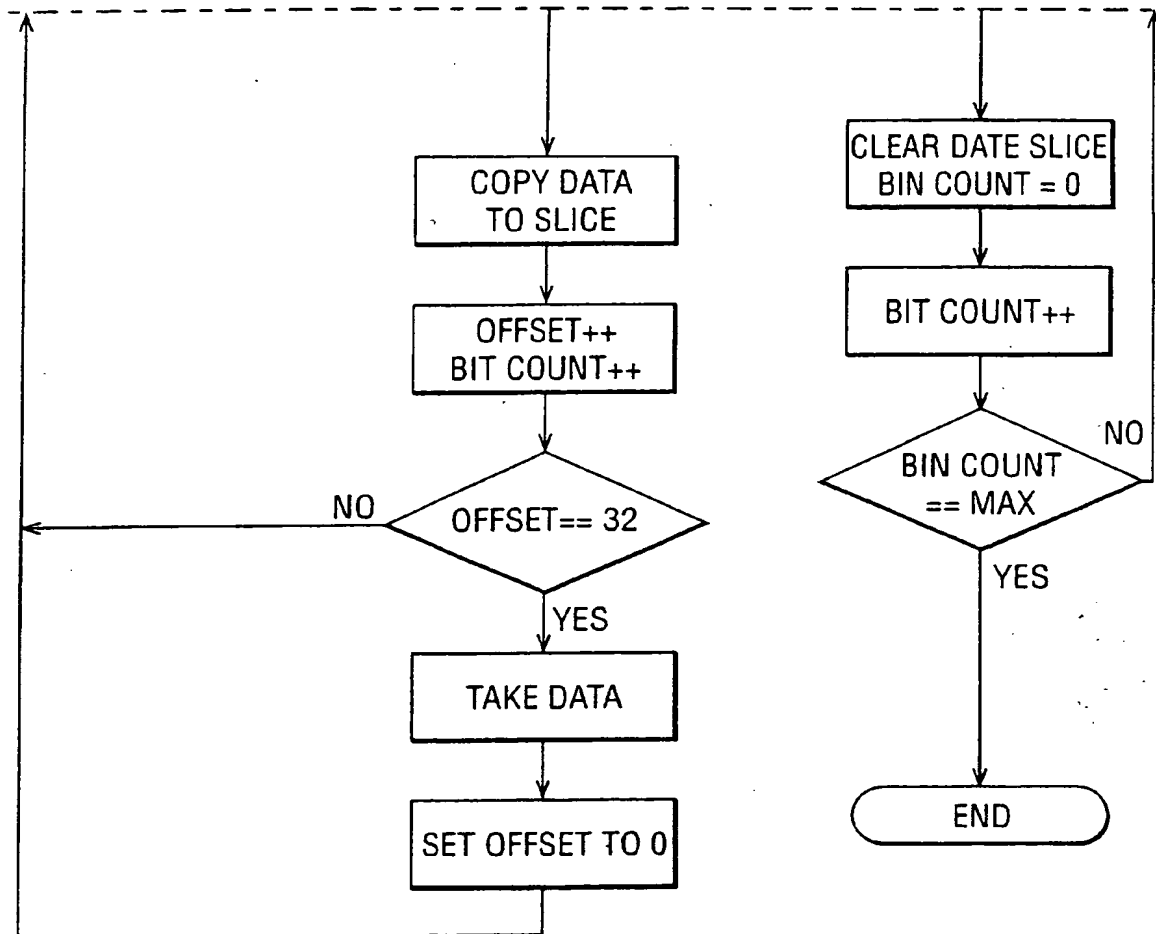 COPY DATA
TO SLICE
OFFSET++
BIT COUNT++
NO
OFFSET== 32
YES
TAKE DATA
SET OFFSET TO 0
CLEAR DATE SLICE
BIN COUNT = 0
BIT COUNT++
NO
BIN COUNT
== MAX
YES
END